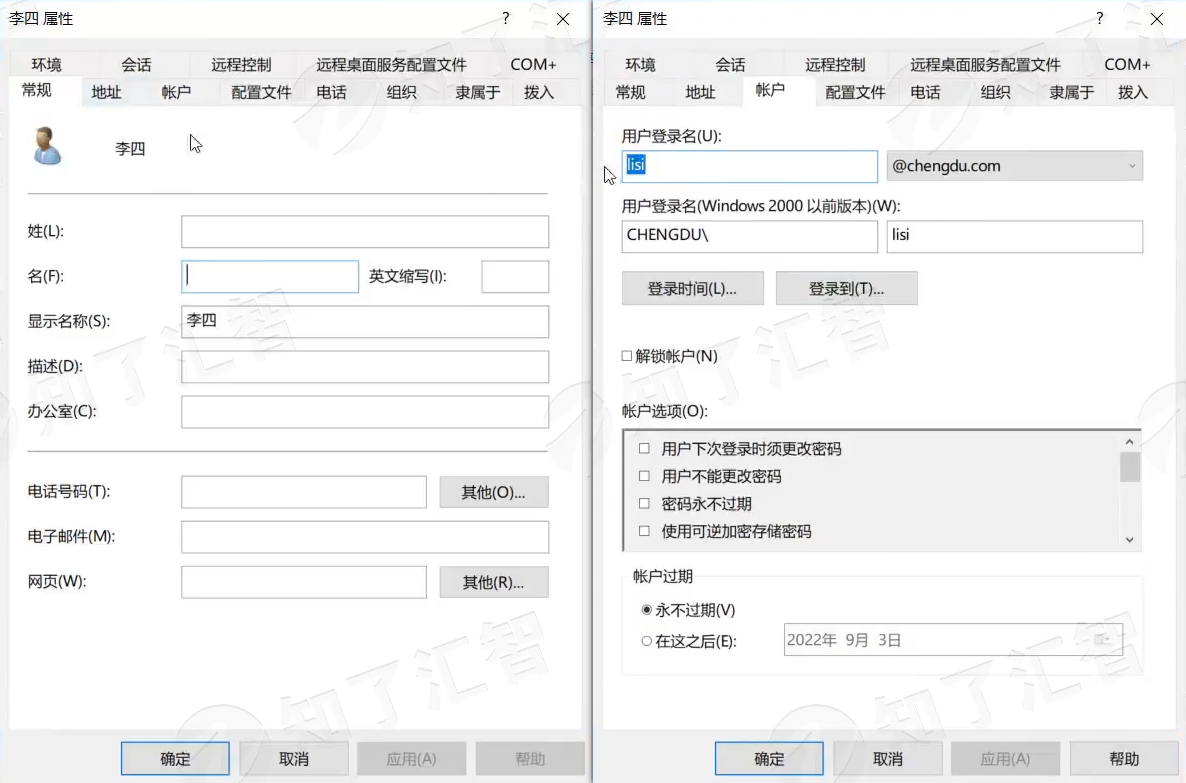 李四 属性
? ×
环境 会话 远程控制 远程桌面服务配置文件 COM+
常规 地址 帐户 配置文件 电话 组织 隶属于 拨入
李四
姓(L):
名(F): 英文缩写(I):
显示名称(S): 李四
描述(D):
办公室(C):
电话号码(T): 其他(O)...
电子邮件(M):
网页(W): 其他(R)...
确定 取消 应用(A) 帮助
李四 属性
? ×
环境 会话 远程控制 远程桌面服务配置文件 COM+
常规 地址 帐户 配置文件 电话 组织 隶属于 拨入
用户登录名(U):
lisi @chengdu.com
用户登录名(Windows 2000 以前版本)(W):
CHENGDU\ lisi
登录时间(L)... 登录到(T)...
解锁帐户(N)
帐户选项(O):
用户下次登录时须更改密码
用户不能更改密码
密码永不过期
使用可逆加密存储密码
帐户过期
永不过期(V)
在这之后(E): 2022年 9月 3日
确定 取消 应用(A) 帮助
知了汇智
知了汇智
知了汇智
知了汇智